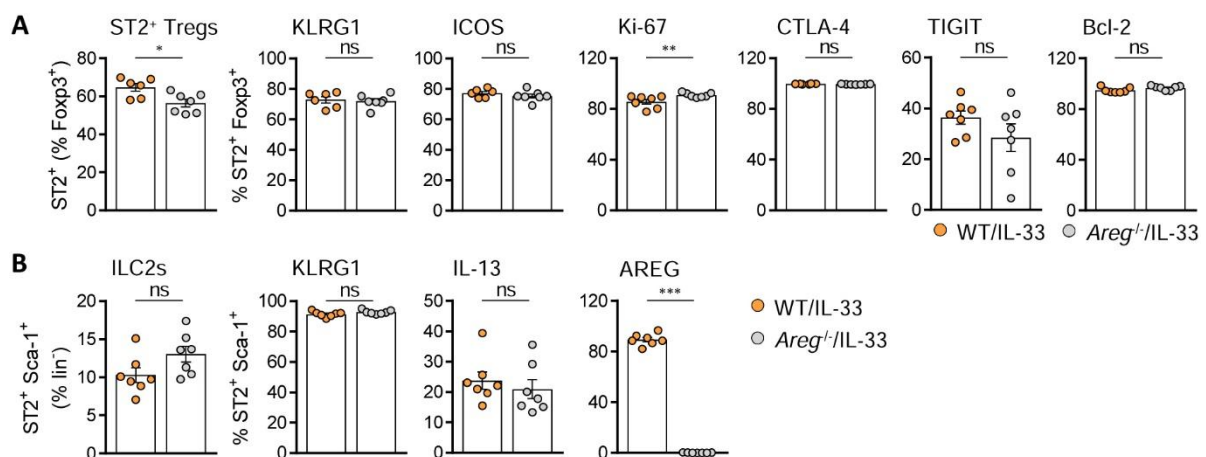 A
ST2⁺ Tregs
KLRG1
ICOS
Ki-67
CTLA-4
TIGIT
Bcl-2
*
ns
ns
**
ns
ns
ns
ST2⁺ (% Foxp3⁺)
80
60
40
20
0
% ST2⁺ Foxp3⁺
100
80
60
40
20
0
100
80
60
40
20
0
120
80
40
0
120
80
40
0
60
40
20
0
120
80
40
0
WT/IL-33
Areg⁻/⁻/IL-33
B
ILC2s
KLRG1
IL-13
AREG
ns
ns
ns
***
ST2⁺ Sca-1⁺
(% lin⁻)
20
15
10
5
0
% ST2⁺ Sca-1⁺
100
80
60
40
20
0
50
40
30
20
10
0
120
80
40
0
WT/IL-33
Areg⁻/⁻/IL-33